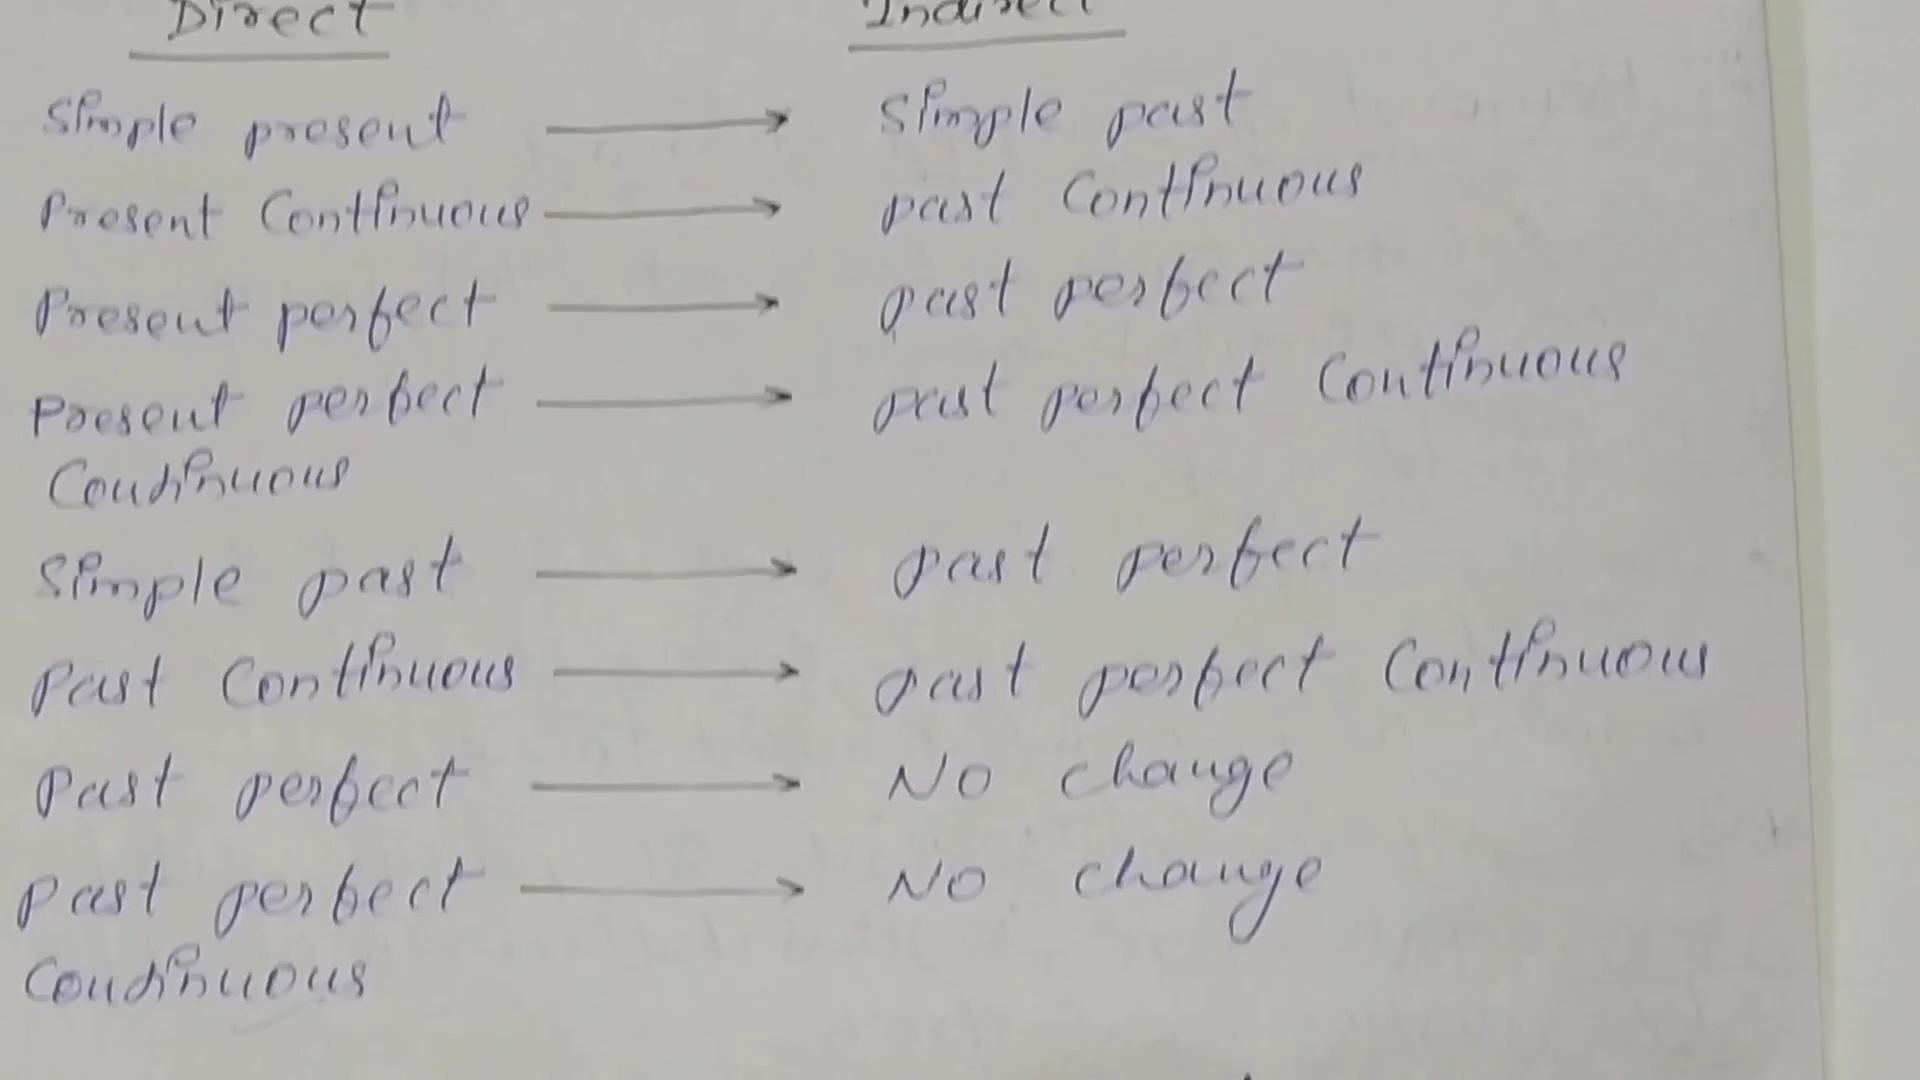 Direct Indirect
Simple present → Simple past
Present Continuous → past Continuous
Present perfect → past perfect
Present perfect → past perfect Continuous
Continuous
Simple past → past perfect
Past Continuous → past perfect Continuous
Past perfect → No change
Past perfect → No change
Continuous